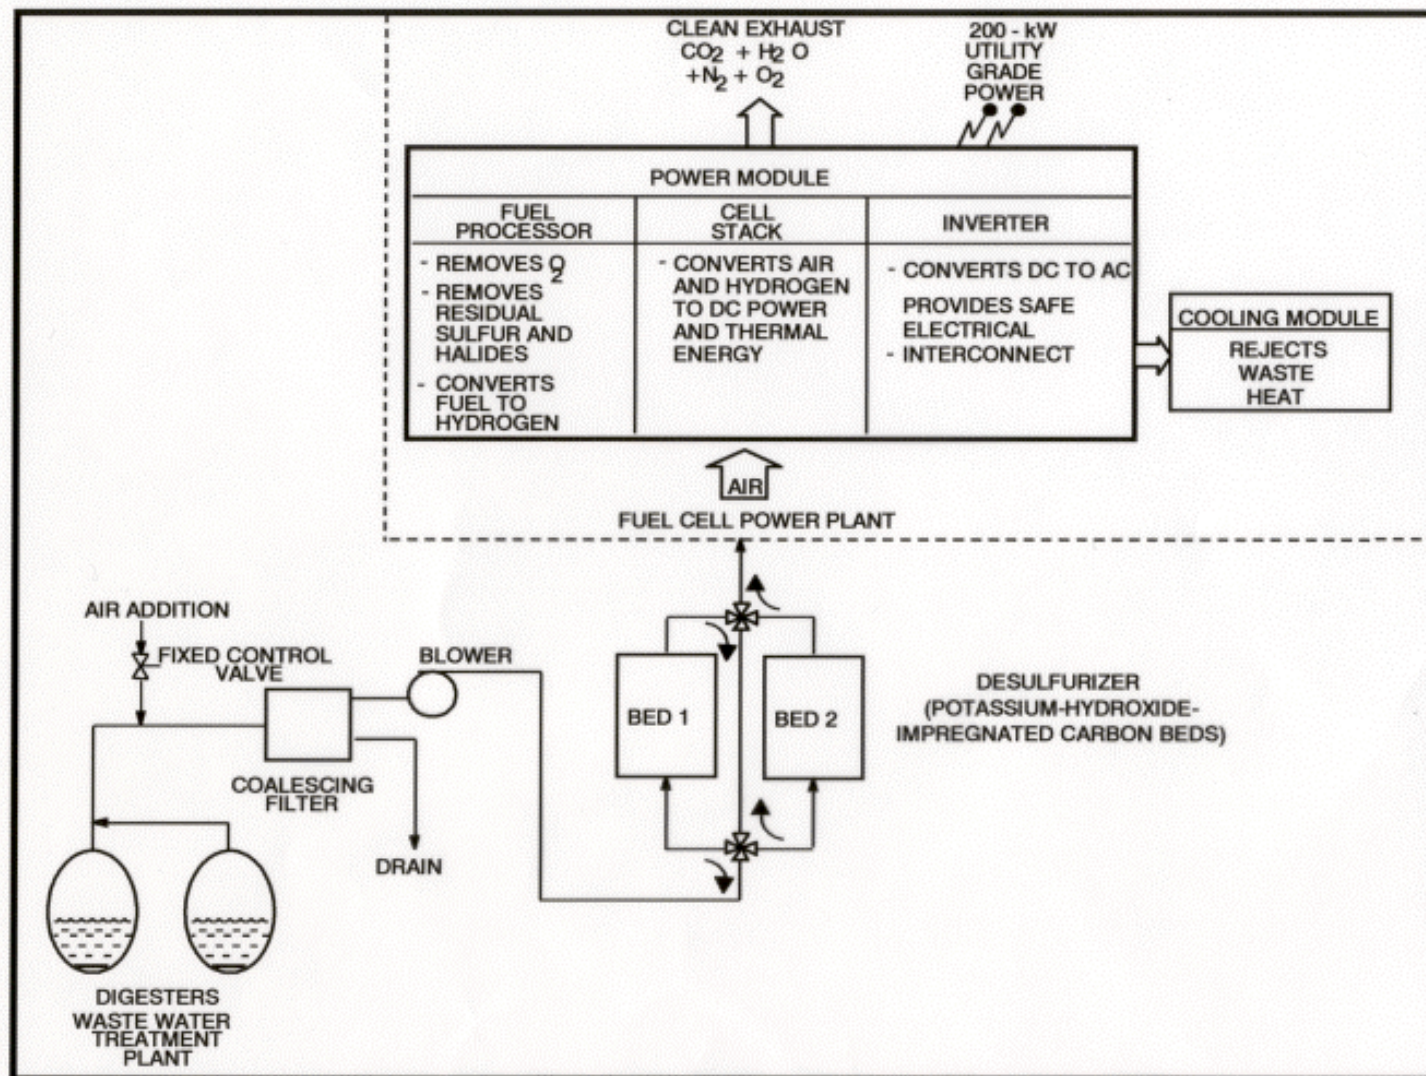 CLEAN EXHAUST
CO2 + H2 O
+N2 + O2
200 - kW
UTILITY
GRADE
POWER
POWER MODULE
FUEL
PROCESSOR
- REMOVES O2
- REMOVES
RESIDUAL
SULFUR AND
HALIDES
- CONVERTS
FUEL TO
HYDROGEN
CELL
STACK
- CONVERTS AIR
AND HYDROGEN
TO DC POWER
AND THERMAL
ENERGY
INVERTER
- CONVERTS DC TO AC
PROVIDES SAFE
ELECTRICAL
- INTERCONNECT
COOLING MODULE
REJECTS
WASTE
HEAT
AIR
FUEL CELL POWER PLANT
AIR ADDITION
FIXED CONTROL
VALVE
BLOWER
COALESCING
FILTER
DRAIN
BED 1
BED 2
DESULFURIZER
(POTASSIUM-HYDROXIDE-
IMPREGNATED CARBON BEDS)
DIGESTERS
WASTE WATER
TREATMENT
PLANT